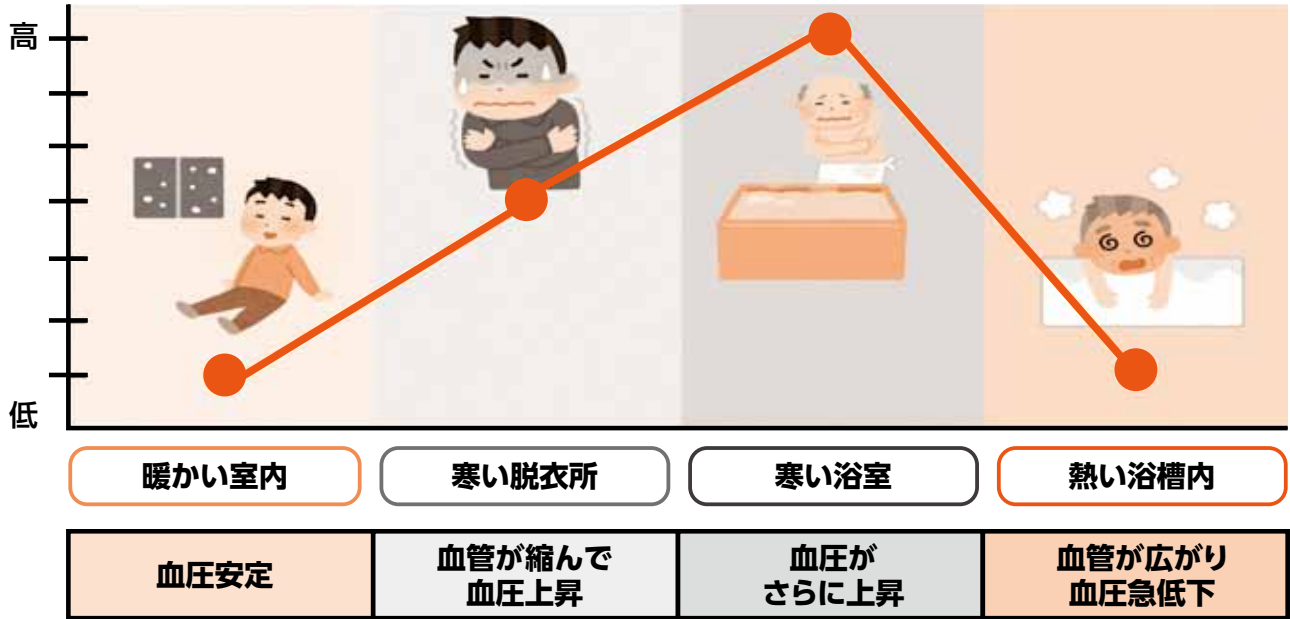 高
低
暖かい室内
寒い脱衣所
寒い浴室
熱い浴槽内
血圧安定
血管が縮んで
血圧上昇
血圧が
さらに上昇
血管が広がり
血圧急低下